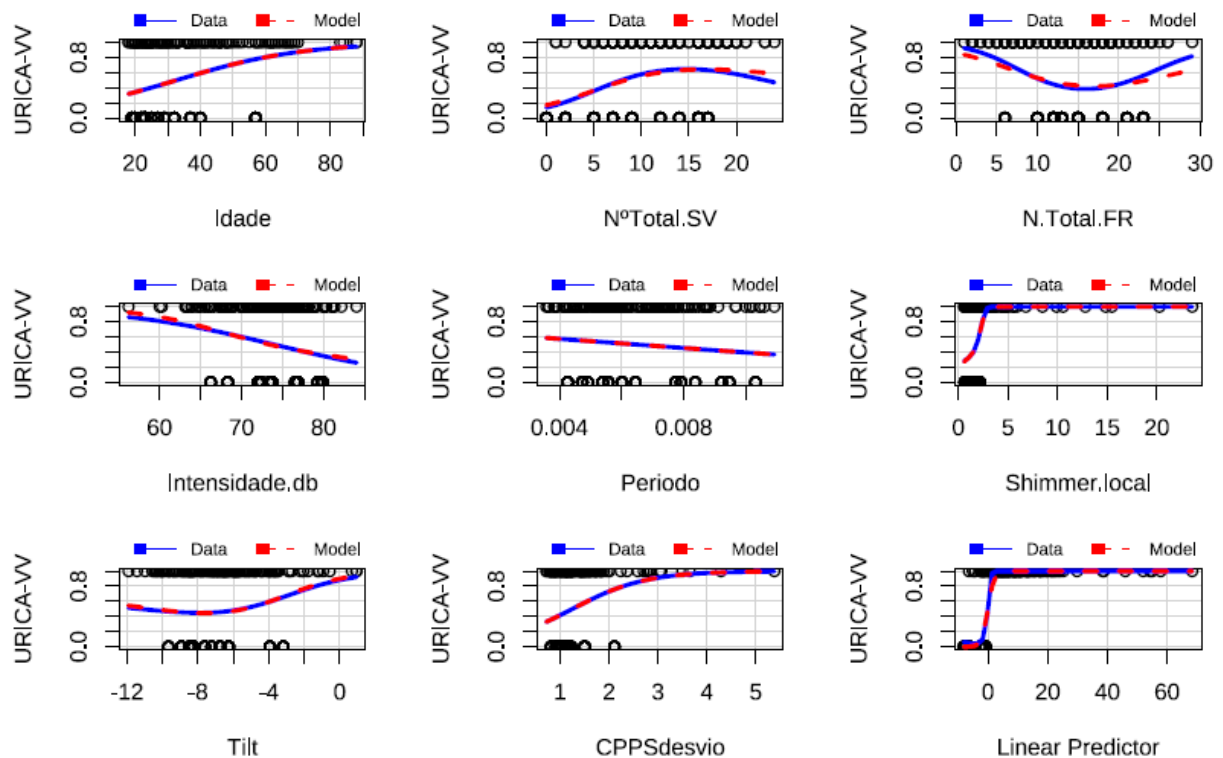 Data Model Data Model Data Model
URICA-VV 0.0 0.8 URICA-VV 0.0 0.8 URICA-VV 0.0 0.8
20 40 60 80 0 5 10 15 20 0 5 10 20 30
Idade NºTotal.SV N.Total.FR
Data Model Data Model Data Model
URICA-VV 0.0 0.8 URICA-VV 0.0 0.8 URICA-VV 0.0 0.8
60 70 80 0.004 0.008 0 5 10 15 20
Intensidade.db Periodo Shimmer.local
Data Model Data Model Data Model
URICA-VV 0.0 0.8 URICA-VV 0.0 0.8 URICA-VV 0.0 0.8
-12 -8 -4 0 1 2 3 4 5 0 20 40 60
Tilt CPPSdesvio Linear Predictor